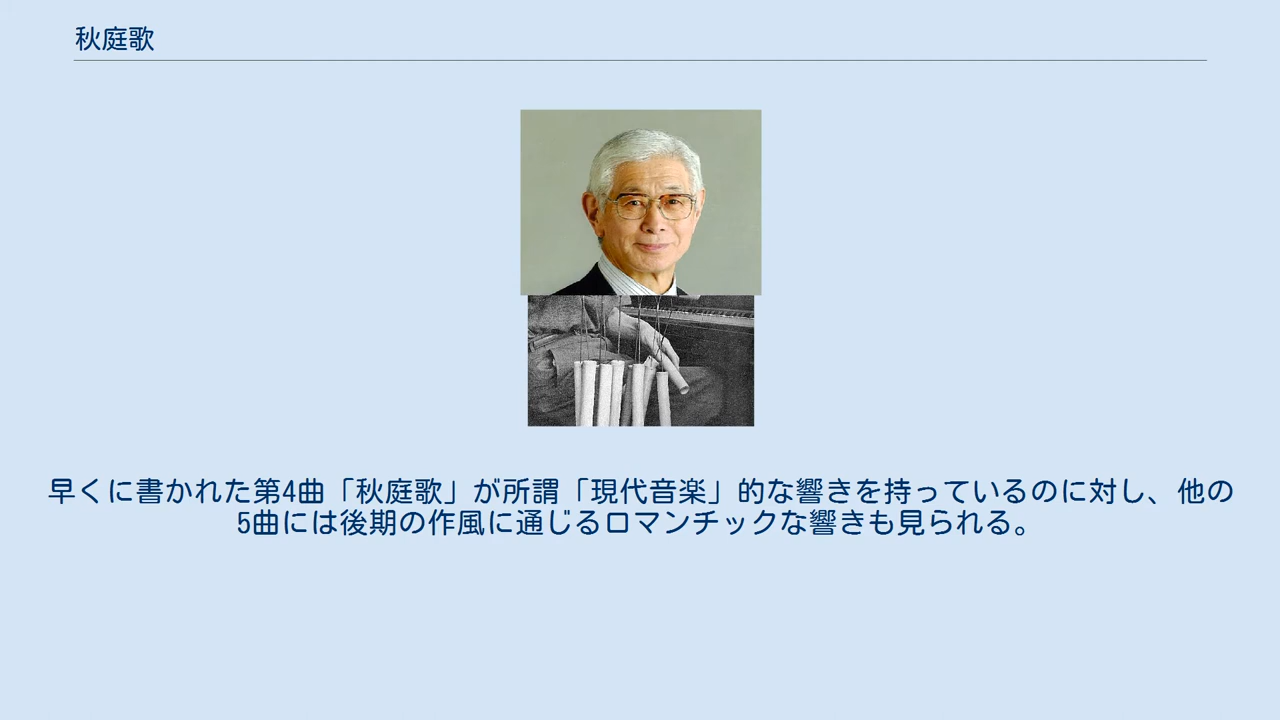 秋庭歌
早くに書かれた第4曲「秋庭歌」が所謂「現代音楽」的な響きを持っているのに対し、他の
5曲には後期の作風に通じるロマンチックな響きも見られる。